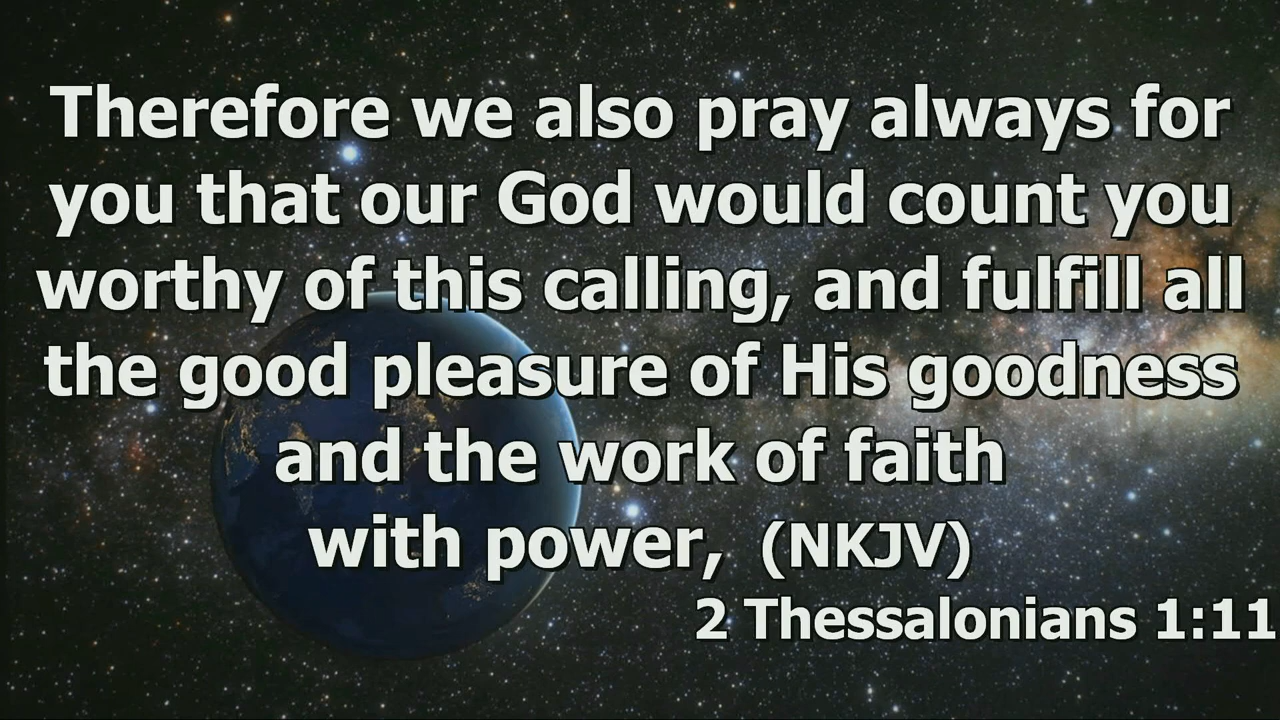 Therefore we also pray always for
you that our God would count you
worthy of this calling, and fulfill all
the good pleasure of His goodness
and the work of faith
with power, (NKJV)
2 Thessalonians 1:11